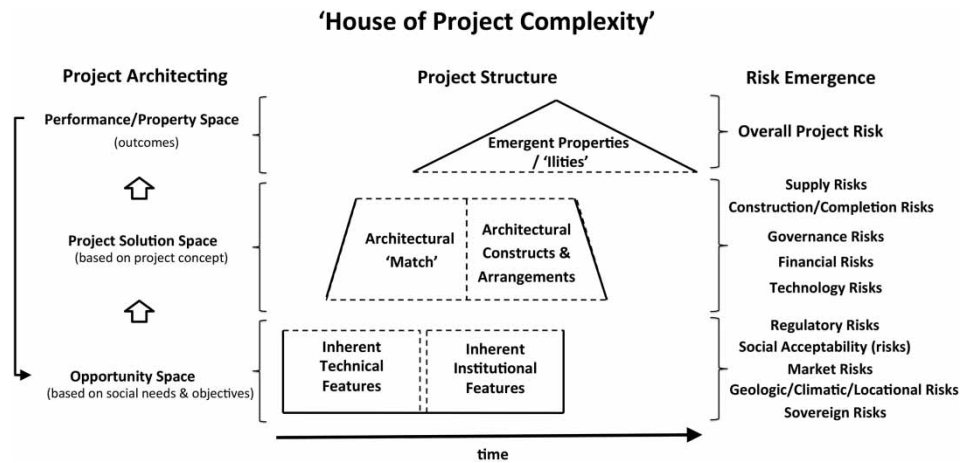 ‘House of Project Complexity’
Project Architecting
Project Structure
Risk Emergence
Performance/Property Space
(outcomes)
Emergent Properties
/ ‘Ilities’
Overall Project Risk
Project Solution Space
(based on project concept)
Architectural
‘Match’
Architectural
Constructs &
Arrangements
Supply Risks
Construction/Completion Risks
Governance Risks
Financial Risks
Technology Risks
Opportunity Space
(based on social needs & objectives)
Inherent
Technical
Features
Inherent
Institutional
Features
Regulatory Risks
Social Acceptability (risks)
Market Risks
Geologic/Climatic/Locational Risks
Sovereign Risks
time